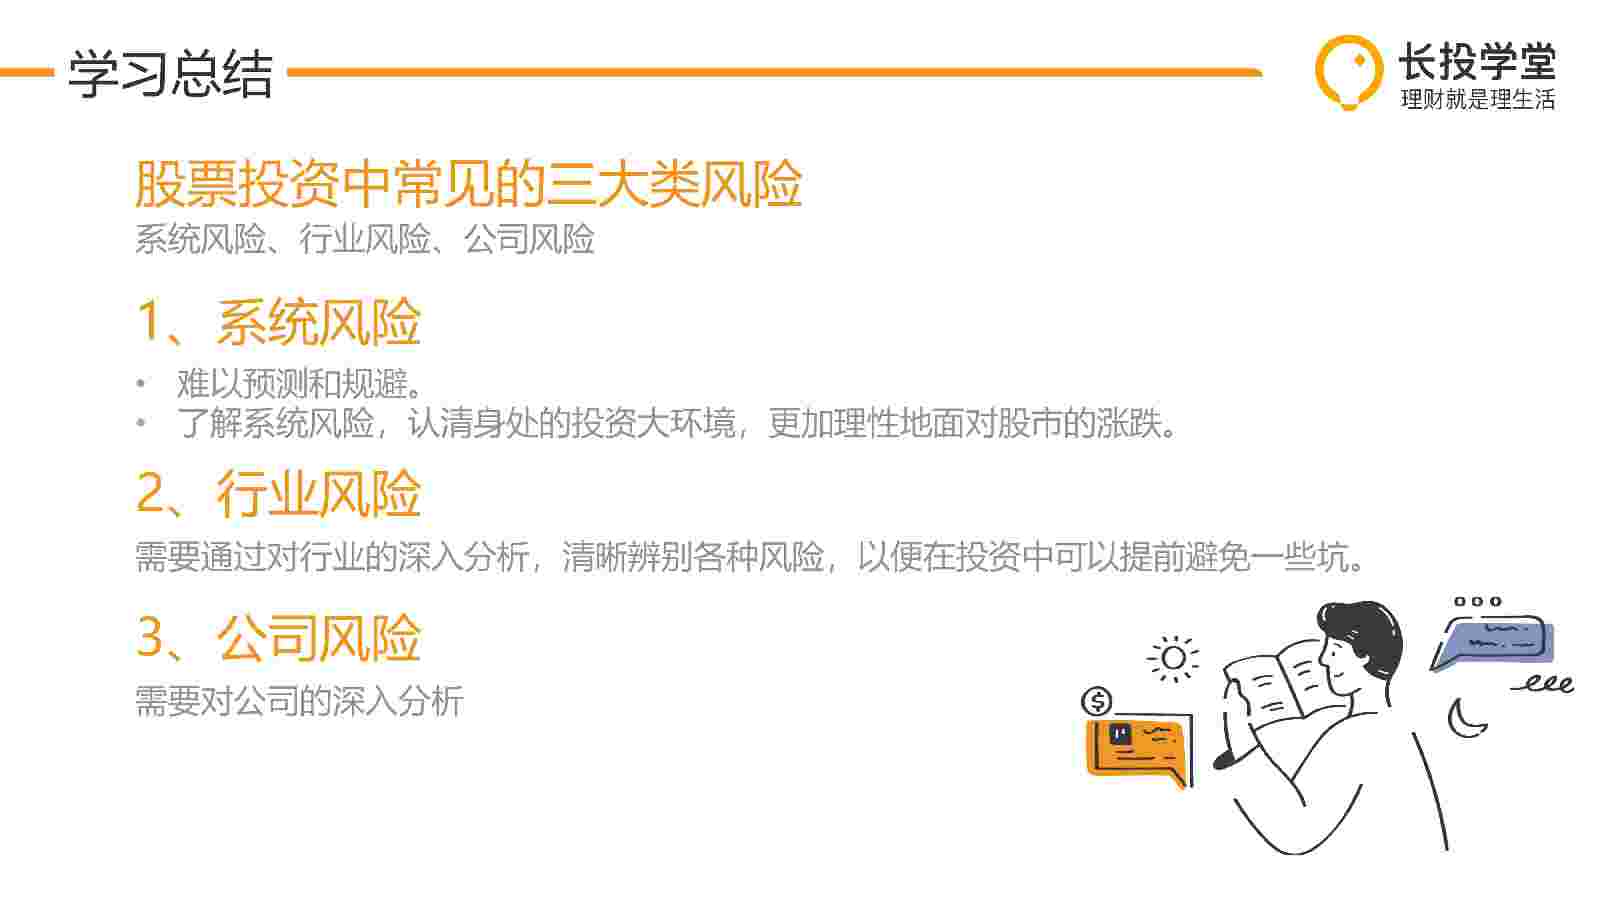 学习总结
长投学堂
理财就是理生活
股票投资中常见的三大类风险
系统风险、行业风险、公司风险
1、系统风险
• 难以预测和规避。
• 了解系统风险，认清身处的投资大环境，更加理性地面对股市的涨跌。
2、行业风险
需要通过对行业的深入分析，清晰辨别各种风险，以便在投资中可以提前避免一些坑。
3、公司风险
需要对公司的深入分析
$